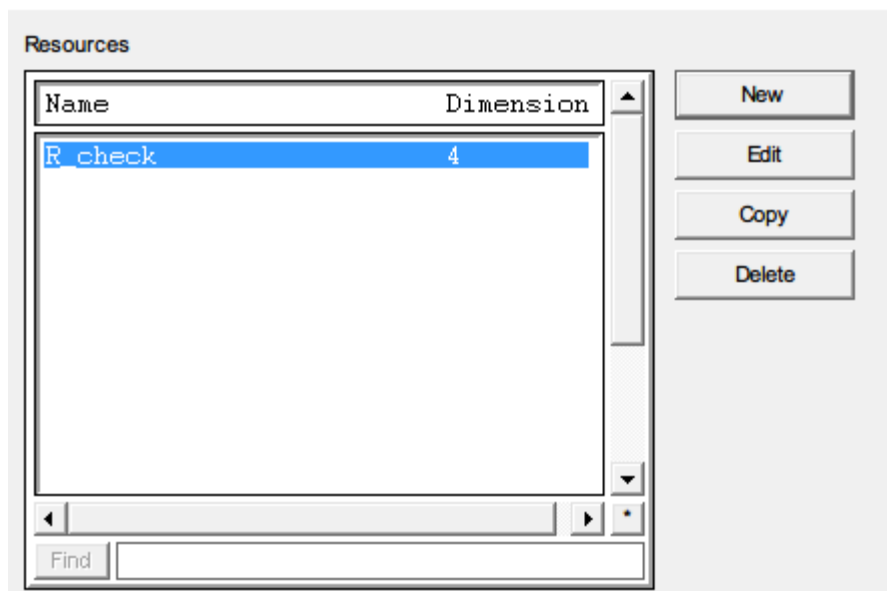 Resources
Name Dimension
R_check 4
New
Edit
Copy
Delete
*
Find